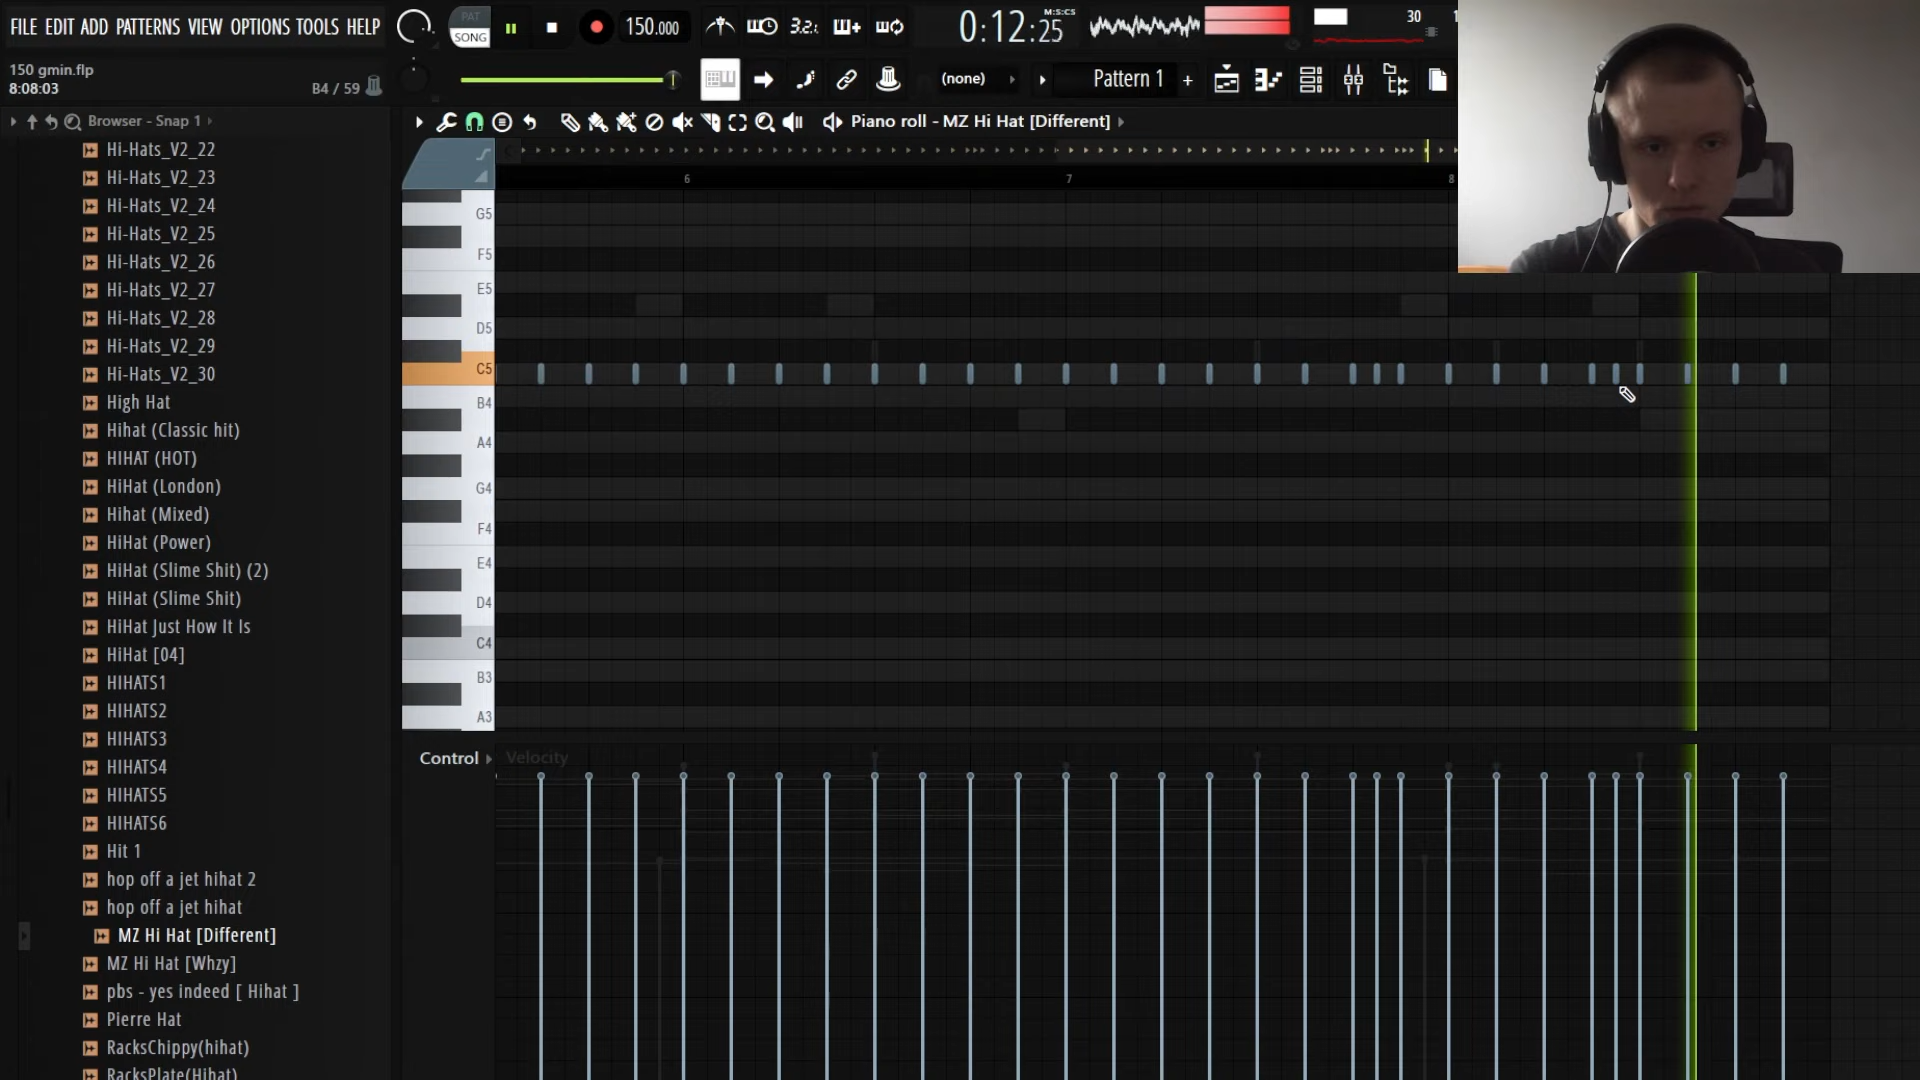 FILE EDIT ADD PATTERNS VIEW OPTIONS TOOLS HELP
PAT
SONG
150.000
3.2.
0:12:25
M:S:CS
30
150 gmin.flp
8:08:03
B4 / 59
(none)
Pattern 1
+
Browser - Snap 1
Piano roll - MZ Hi Hat [Different]
6
7
8
Hi-Hats_V2_22
Hi-Hats_V2_23
Hi-Hats_V2_24
Hi-Hats_V2_25
Hi-Hats_V2_26
Hi-Hats_V2_27
Hi-Hats_V2_28
Hi-Hats_V2_29
Hi-Hats_V2_30
High Hat
Hihat (Classic hit)
HIHAT (HOT)
HiHat (London)
Hihat (Mixed)
HiHat (Power)
HiHat (Slime Shit) (2)
HiHat (Slime Shit)
HiHat Just How It Is
HiHat [04]
HIHATS1
HIHATS2
HIHATS3
HIHATS4
HIHATS5
HIHATS6
Hit 1
hop off a jet hihat 2
hop off a jet hihat
MZ Hi Hat [Different]
MZ Hi Hat [Whzy]
pbs - yes indeed [ Hihat ]
Pierre Hat
RacksChippy(hihat)
RacksPlate(Hihat)
G5
F5
E5
D5
C5
B4
A4
G4
F4
E4
D4
C4
B3
A3
Control
Velocity